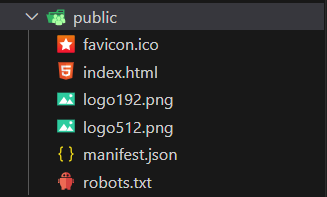 public
favicon.ico
index.html
logo192.png
logo512.png
manifest.json
robots.txt